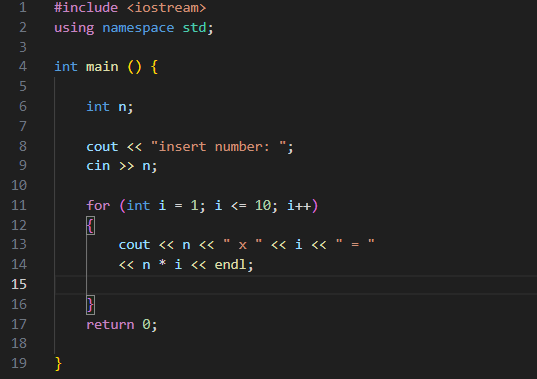 1 #include <iostream>
2 using namespace std;
3
4 int main () {
5
6 int n;
7
8 cout << "insert number: ";
9 cin >> n;
10
11 for (int i = 1; i <= 10; i++)
12 {
13 cout << n << " x " << i << " = "
14 << n * i << endl;
15
16 }
17 return 0;
18
19 }